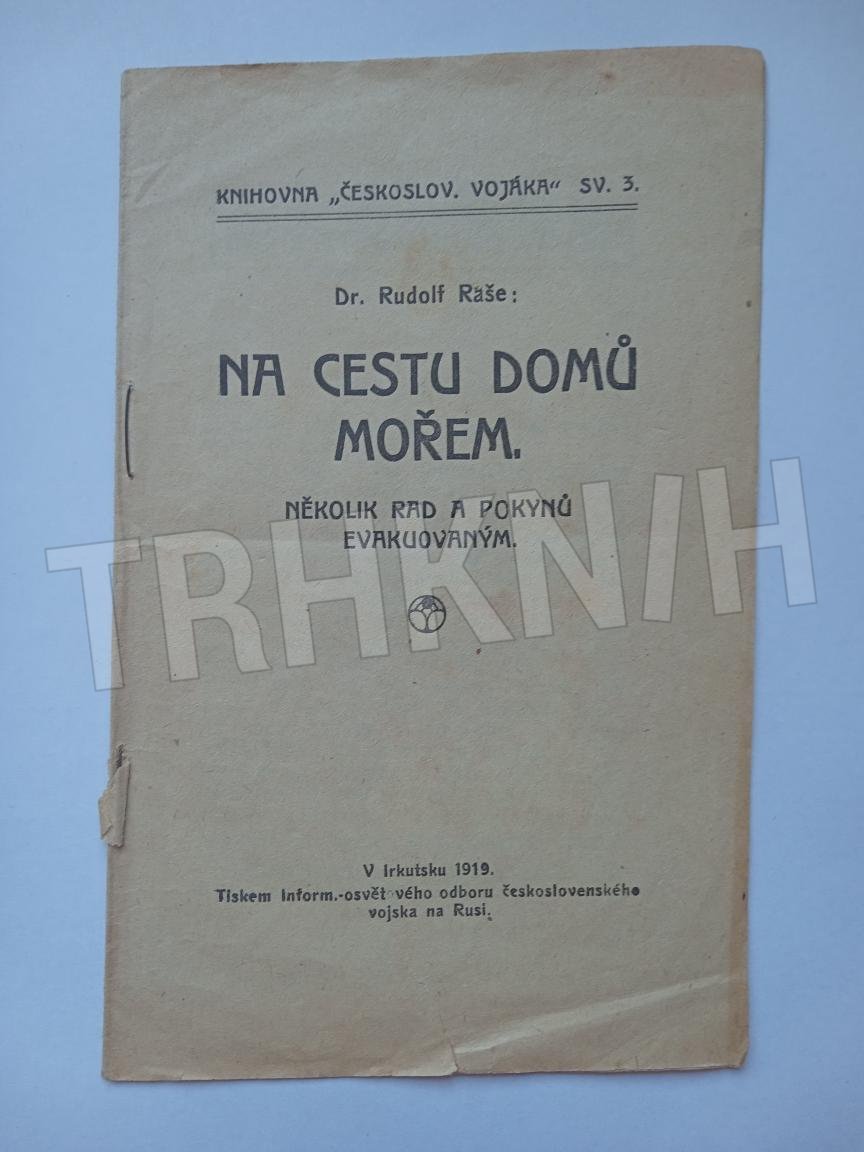 KNIHOVNA „ČESKOSLOV. VOJÁKA“ SV. 3.
Dr. Rudolf Ráše:
NA CESTU DOMŮ
MOŘEM.
NĚKOLIK RAD A POKYNŮ
EVAKUOVANÝM.
TRHKNIH
V Irkutsku 1919.
Tiskem Inform.-osvět vého odboru československého
vojska na Rusi.